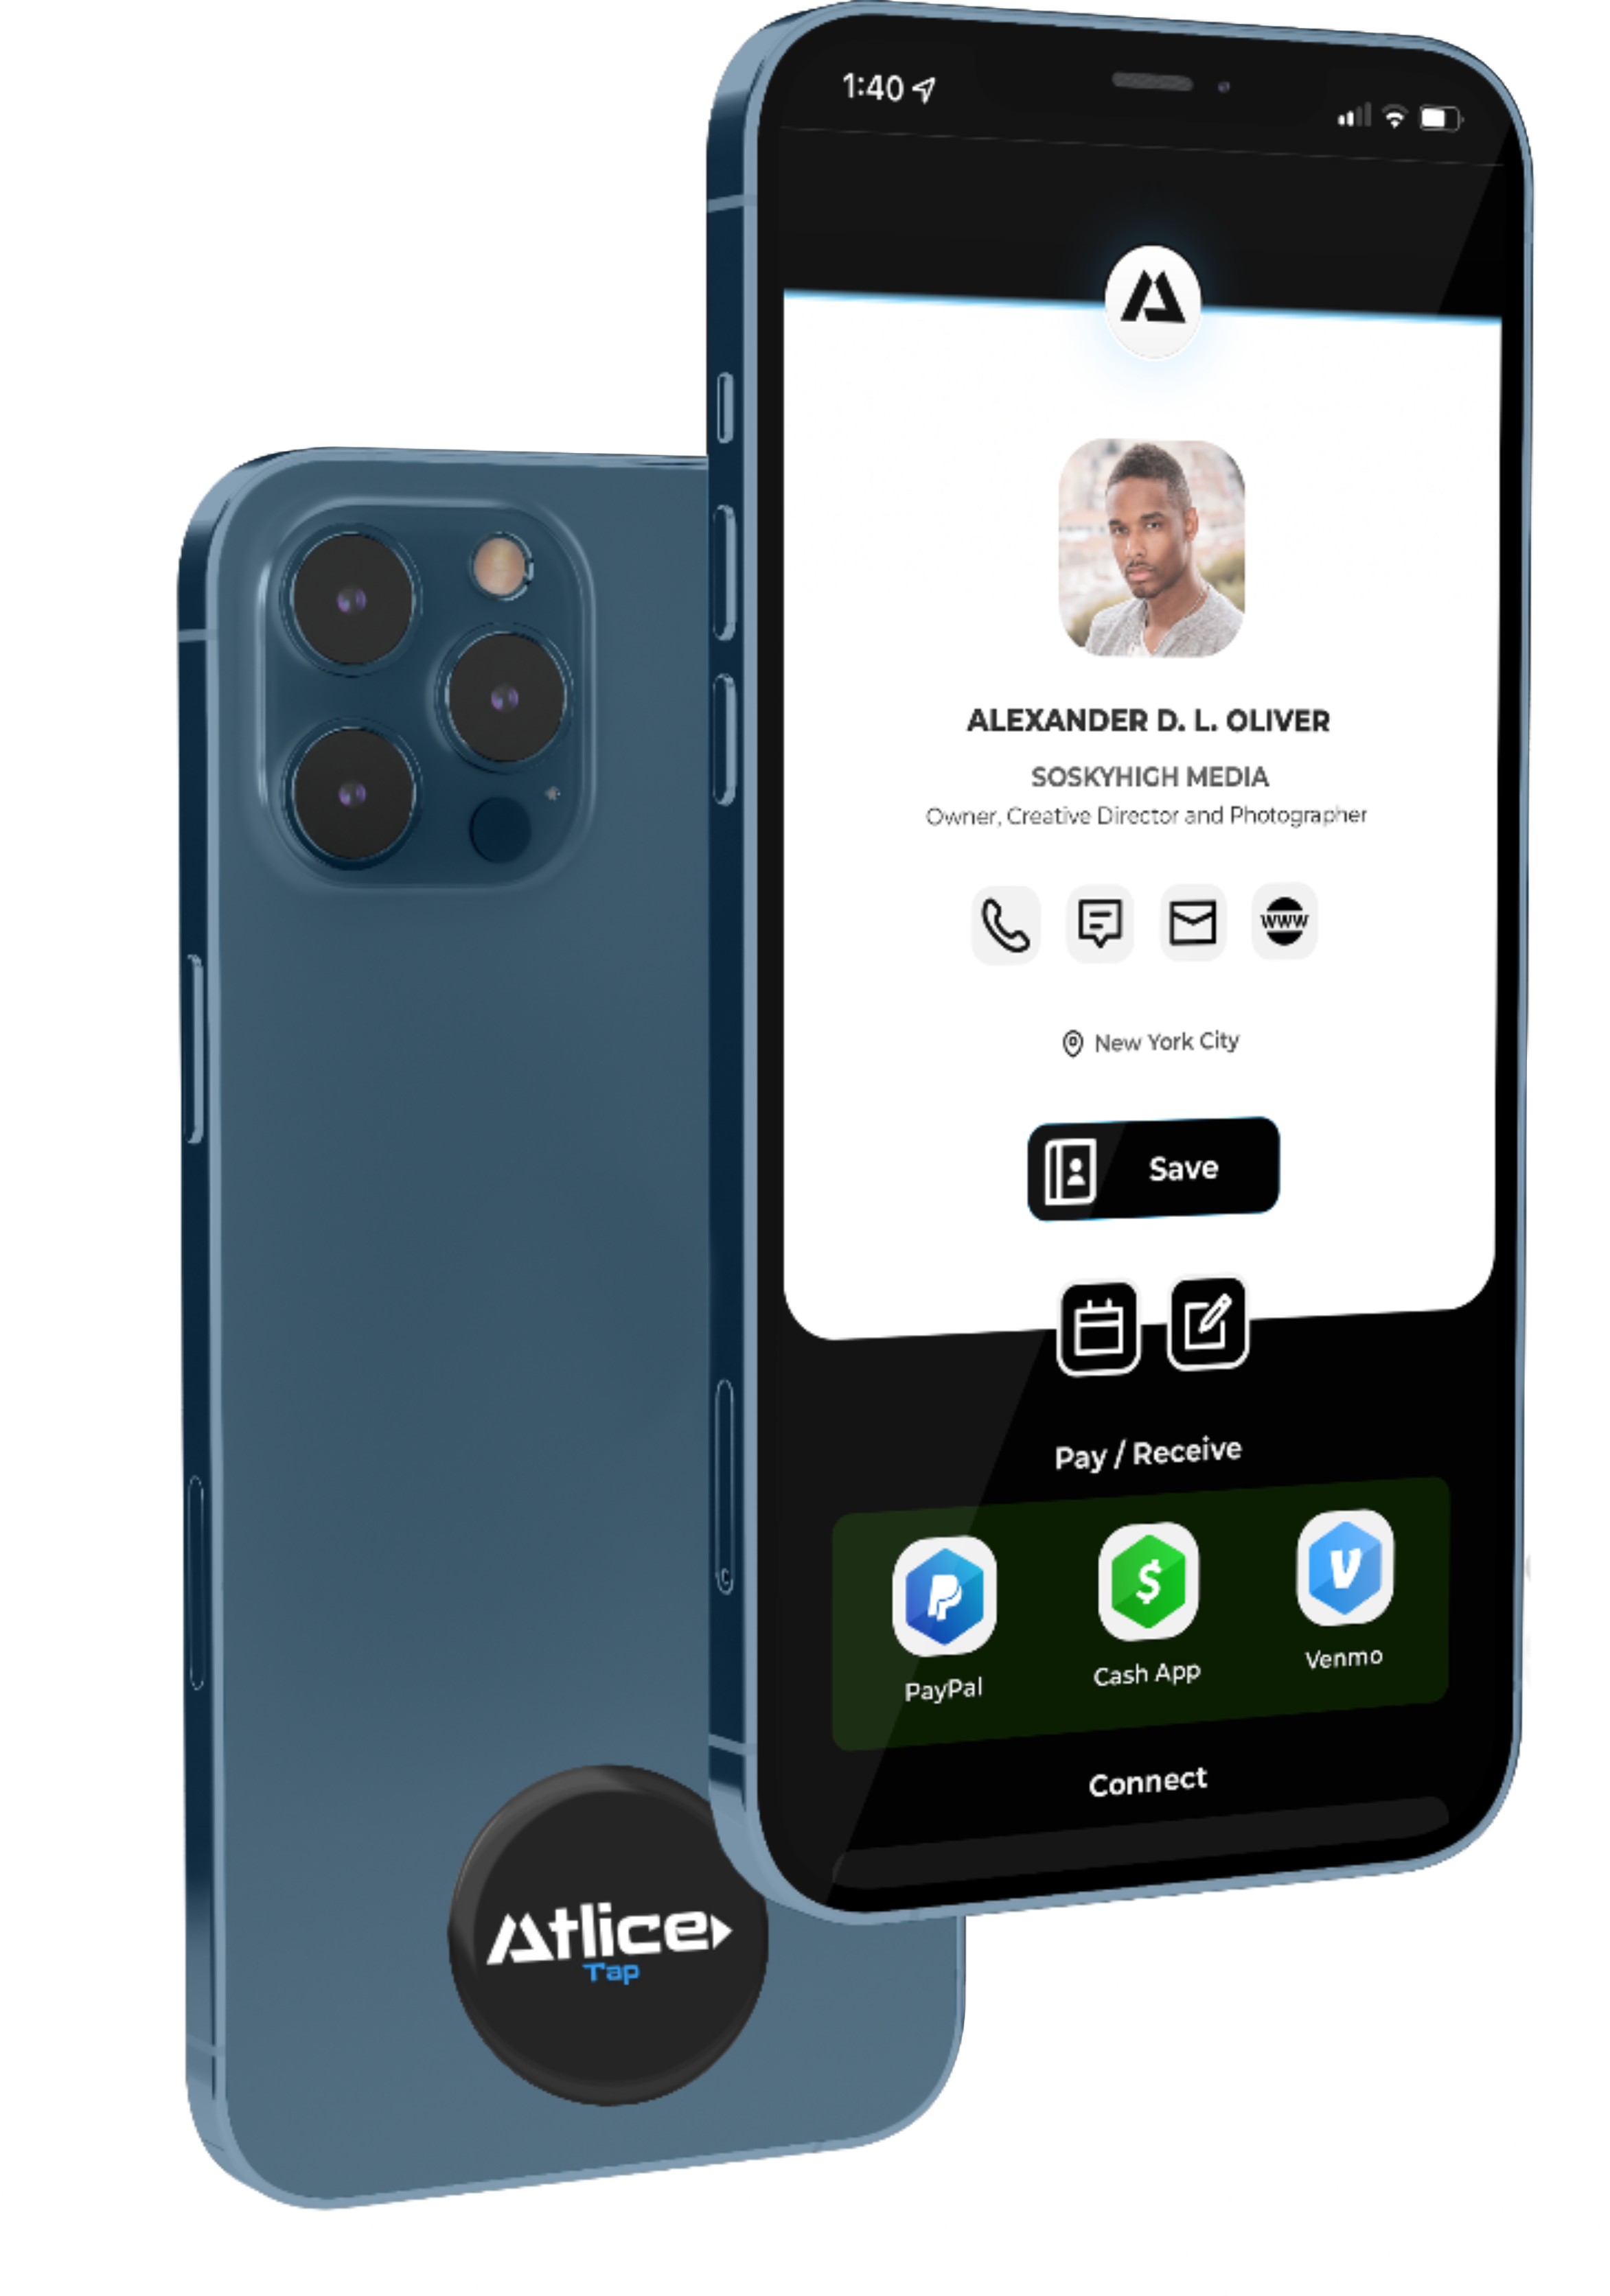 1:40
ALEXANDER D. L. OLIVER
SOSKYHIGH MEDIA
Owner, Creative Director and Photographer
www
New York City
Save
Pay / Receive
PayPal
Cash App
Venmo
Connect
Atlice
Tap